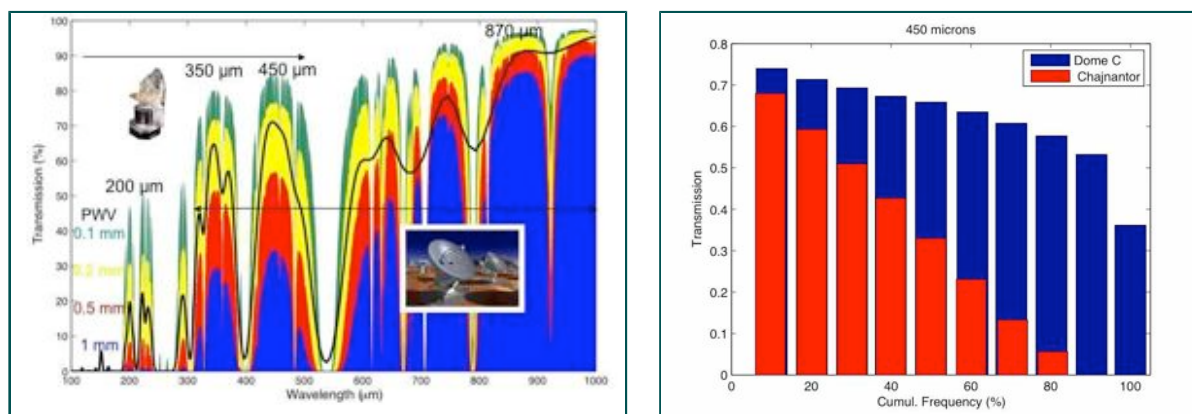 100
90
80
70
60
50
40
30
20
10
0
Transmission (%)
870 µm
350 µm 450 µm
200 µm
PWV
0.1 mm
0.2 mm
0.5 mm
1 mm
100 200 300 400 500 600 700 800 900 1000
Wavelength (µm)
450 microns
0.8
0.7
0.6
0.5
0.4
0.3
0.2
0.1
0
Transmission
Dome C
Chajnantor
0 20 40 60 80 100
Cumul. Frequency (%)